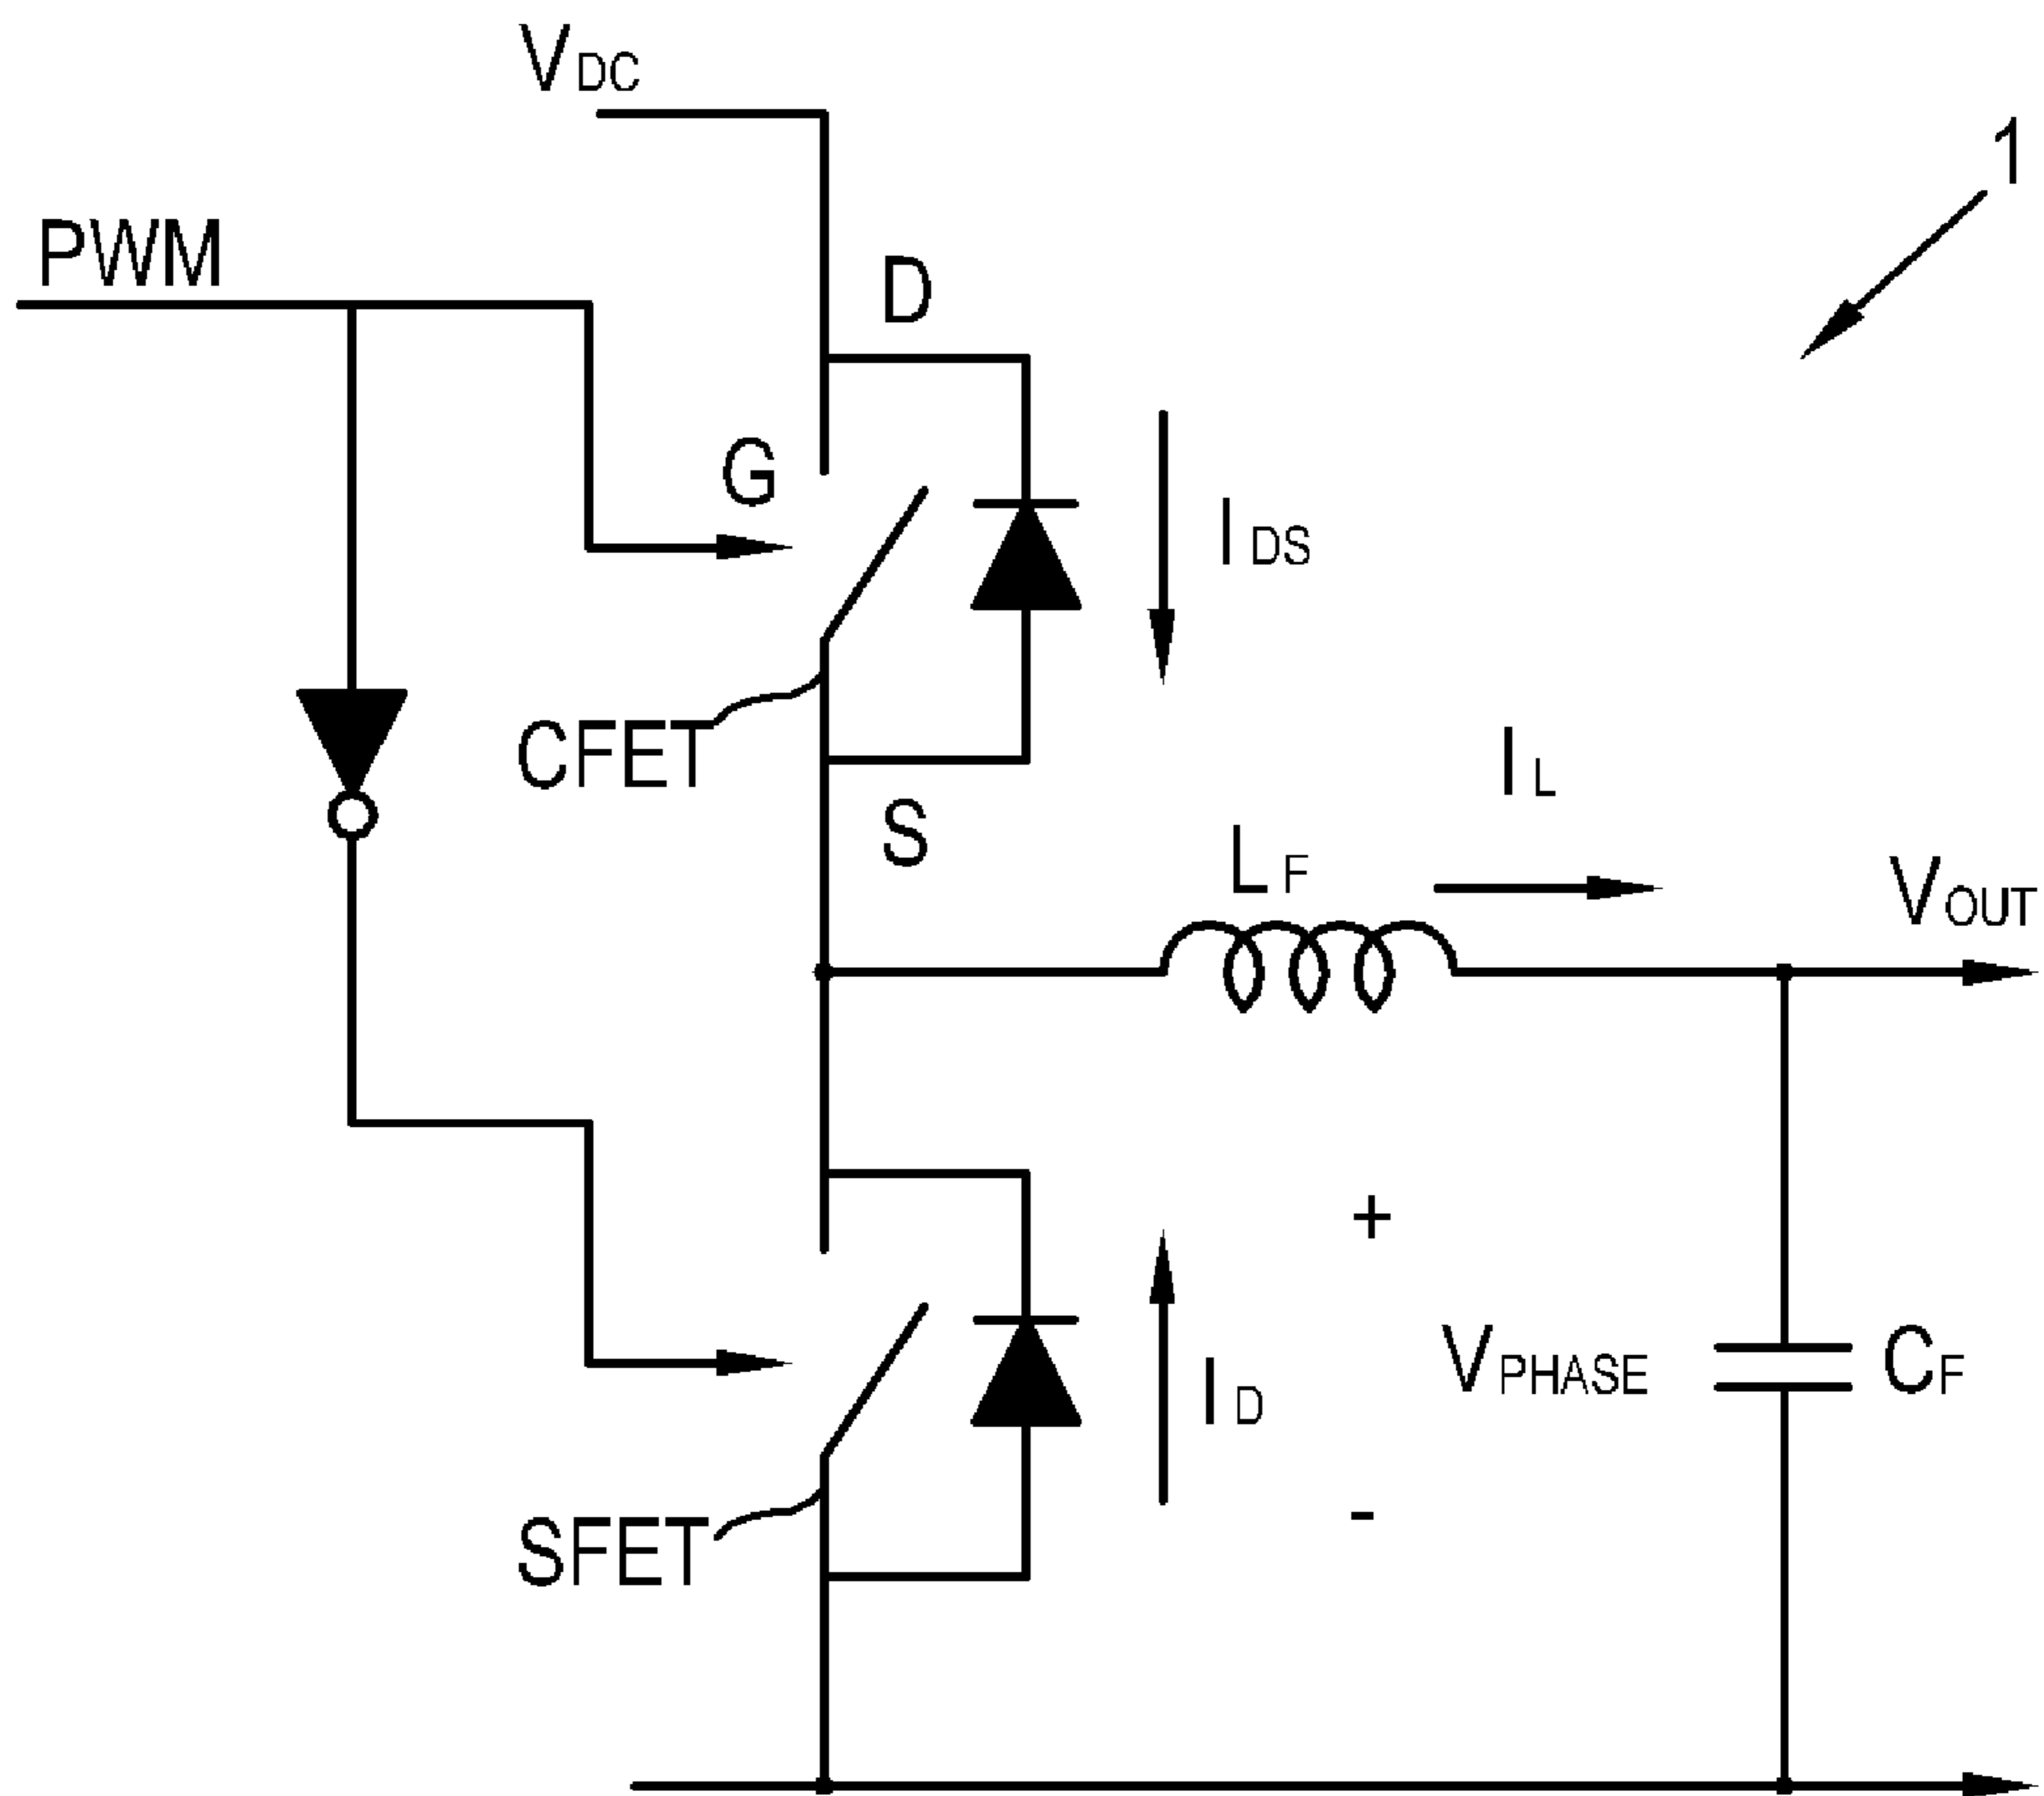 VDC
1
PWM
D
G
IDS
CFET
IL
S
LF
VOUT
+
VPHASE
CF
ID
-
SFET